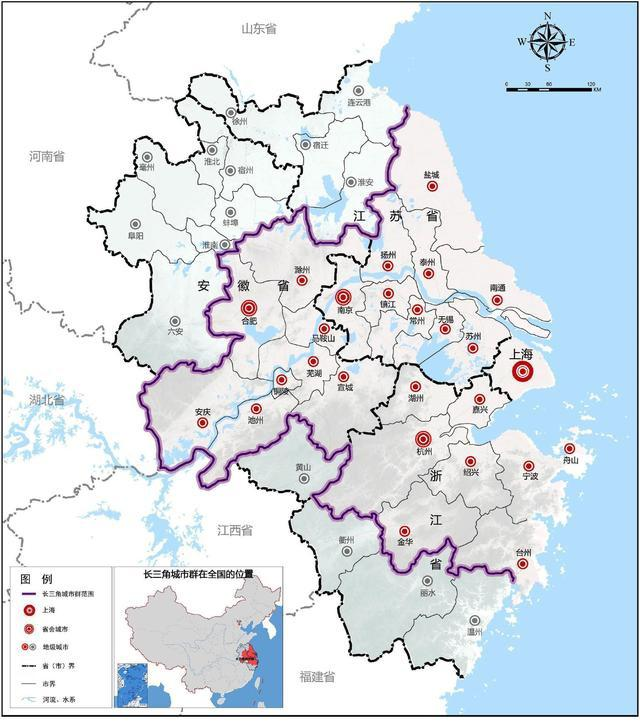 山东省
N
W
E
S
0
30
60
120
KM
连云港
徐州
河南省
宿迁
淮北
亳州
宿州
淮安
盐城
蚌埠
江苏省
阜阳
淮南
扬州
泰州
安徽省
滁州
南京
镇江
南通
合肥
常州
无锡
六安
马鞍山
苏州
上海
芜湖
铜陵
宣城
湖州
嘉兴
湖北省
安庆
池州
杭州
舟山
绍兴
宁波
黄山
浙江省
江西省
金华
衢州
台州
丽水
温州
福建省
图 例
长三角城市群范围
上海
省会城市
地级城市
省（市）界
市界
河流、水系
长三角城市群在全国的位置